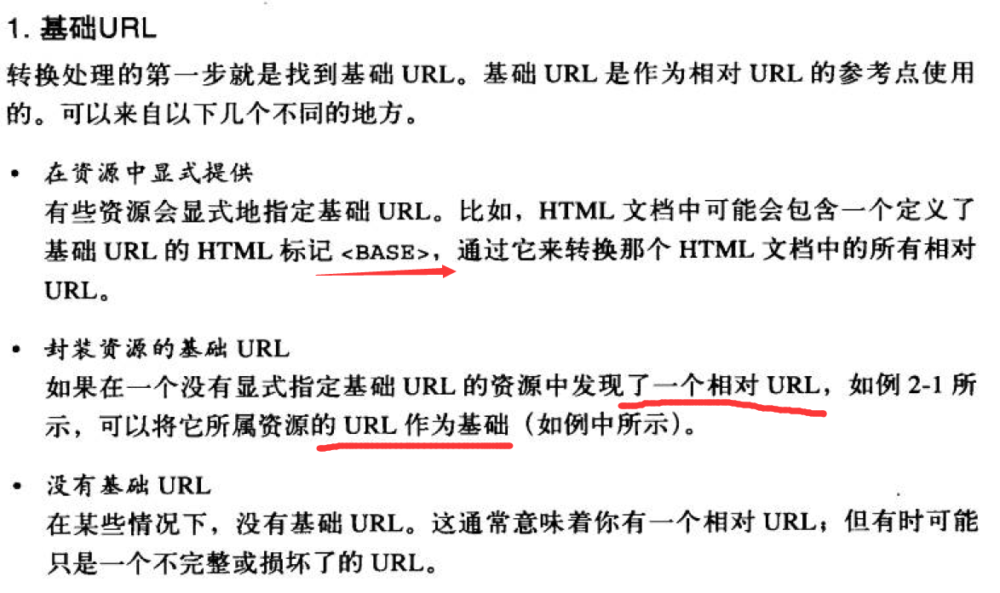 1. 基础URL
转换处理的第一步就是找到基础 URL。基础 URL 是作为相对 URL 的参考点使用
的。可以来自以下几个不同的地方。
• 在资源中显式提供
有些资源会显式地指定基础 URL。比如，HTML 文档中可能会包含一个定义了
基础 URL 的 HTML 标记 <BASE>，通过它来转换那个 HTML 文档中的所有相对
URL。
• 封装资源的基础 URL
如果在一个没有显式指定基础 URL 的资源中发现了一个相对 URL，如例 2-1 所
示，可以将它所属资源的 URL 作为基础（如例中所示）。
• 没有基础 URL
在某些情况下，没有基础 URL。这通常意味着你有一个相对 URL；但有时可能
只是一个不完整或损坏了的 URL。